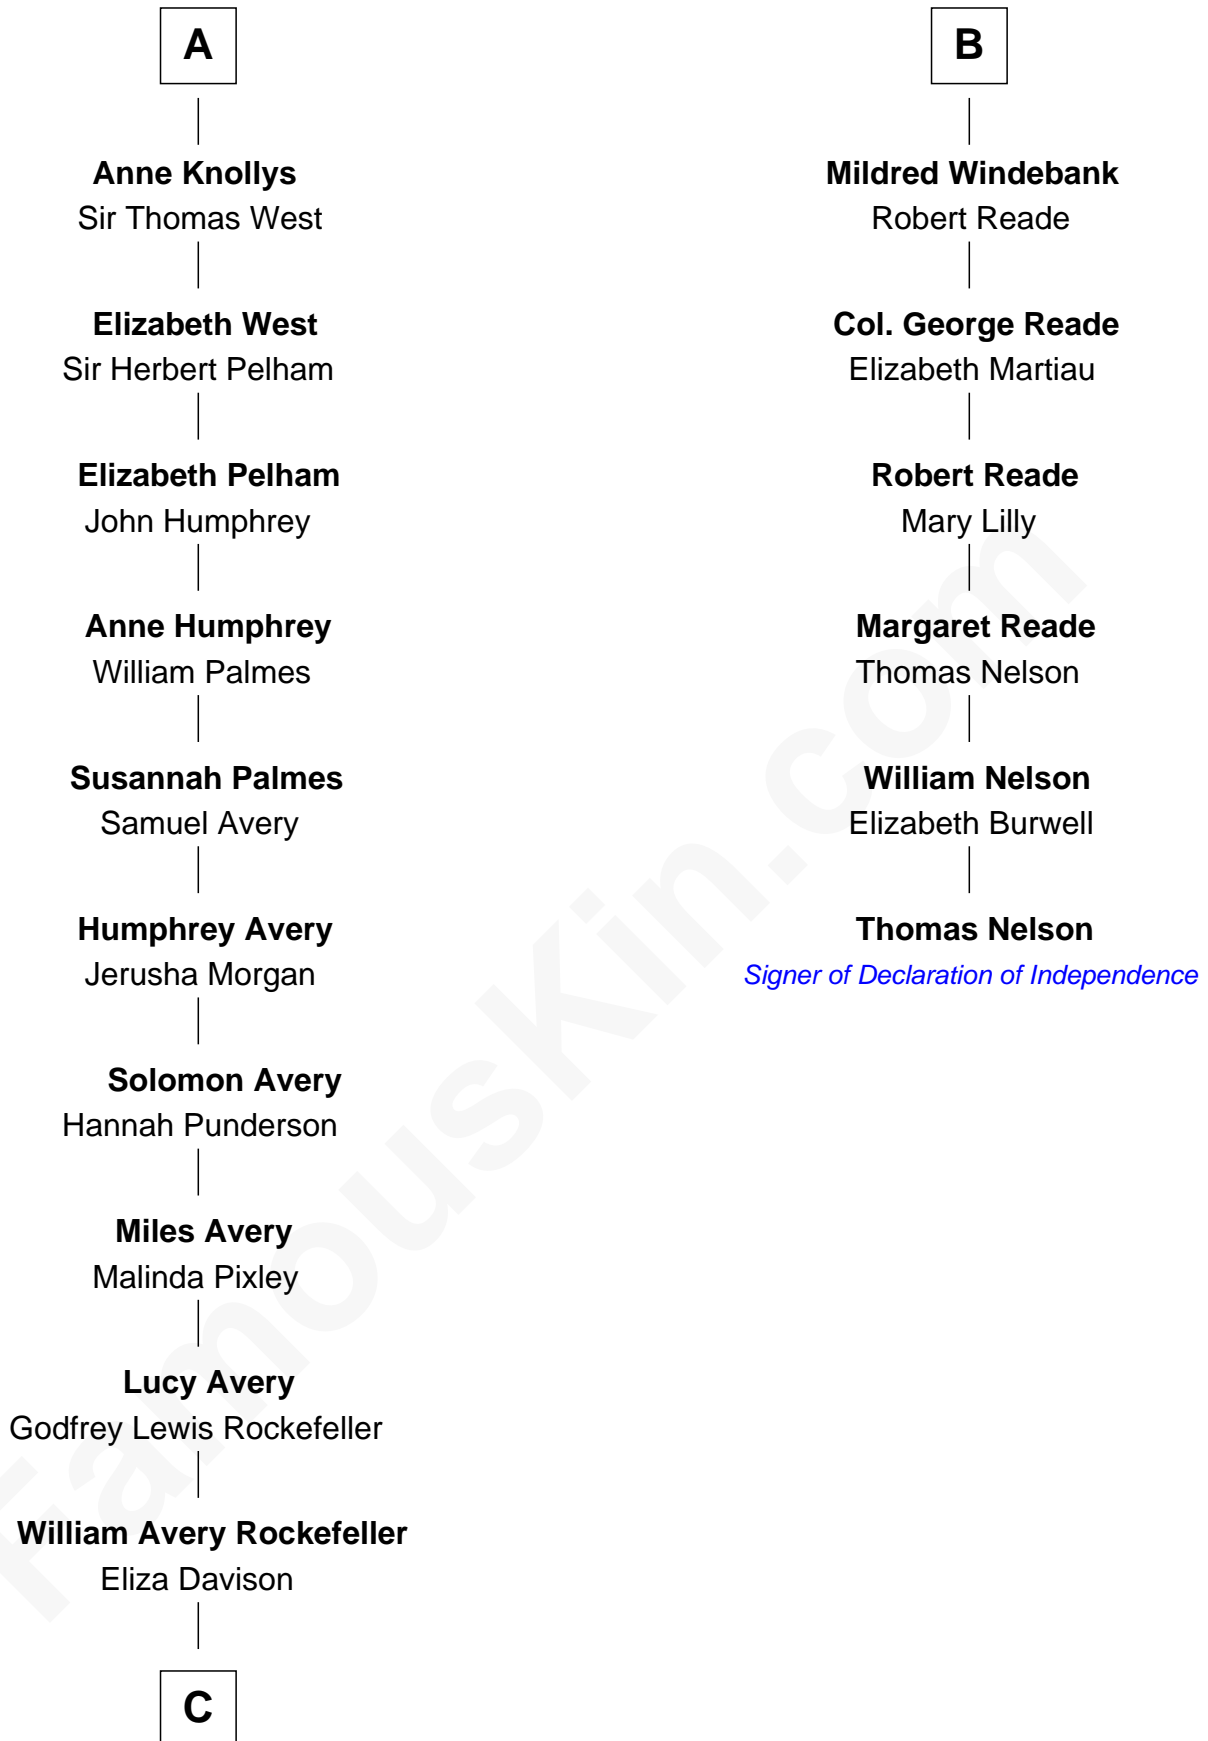 A
Anne Knollys
Sir Thomas West
Elizabeth West
Sir Herbert Pelham
Elizabeth Pelham
John Humphrey
Anne Humphrey
William Palmes
Susannah Palmes
Samuel Avery
Humphrey Avery
Jerusha Morgan
Solomon Avery
Hannah Punderson
Miles Avery
Malinda Pixley
Lucy Avery
Godfrey Lewis Rockefeller
William Avery Rockefeller
Eliza Davison
C
B
Mildred Windebank
Robert Reade
Col. George Reade
Elizabeth Martiau
Robert Reade
Mary Lilly
Margaret Reade
Thomas Nelson
William Nelson
Elizabeth Burwell
Thomas Nelson
Signer of Declaration of Independence
FamousKin.com